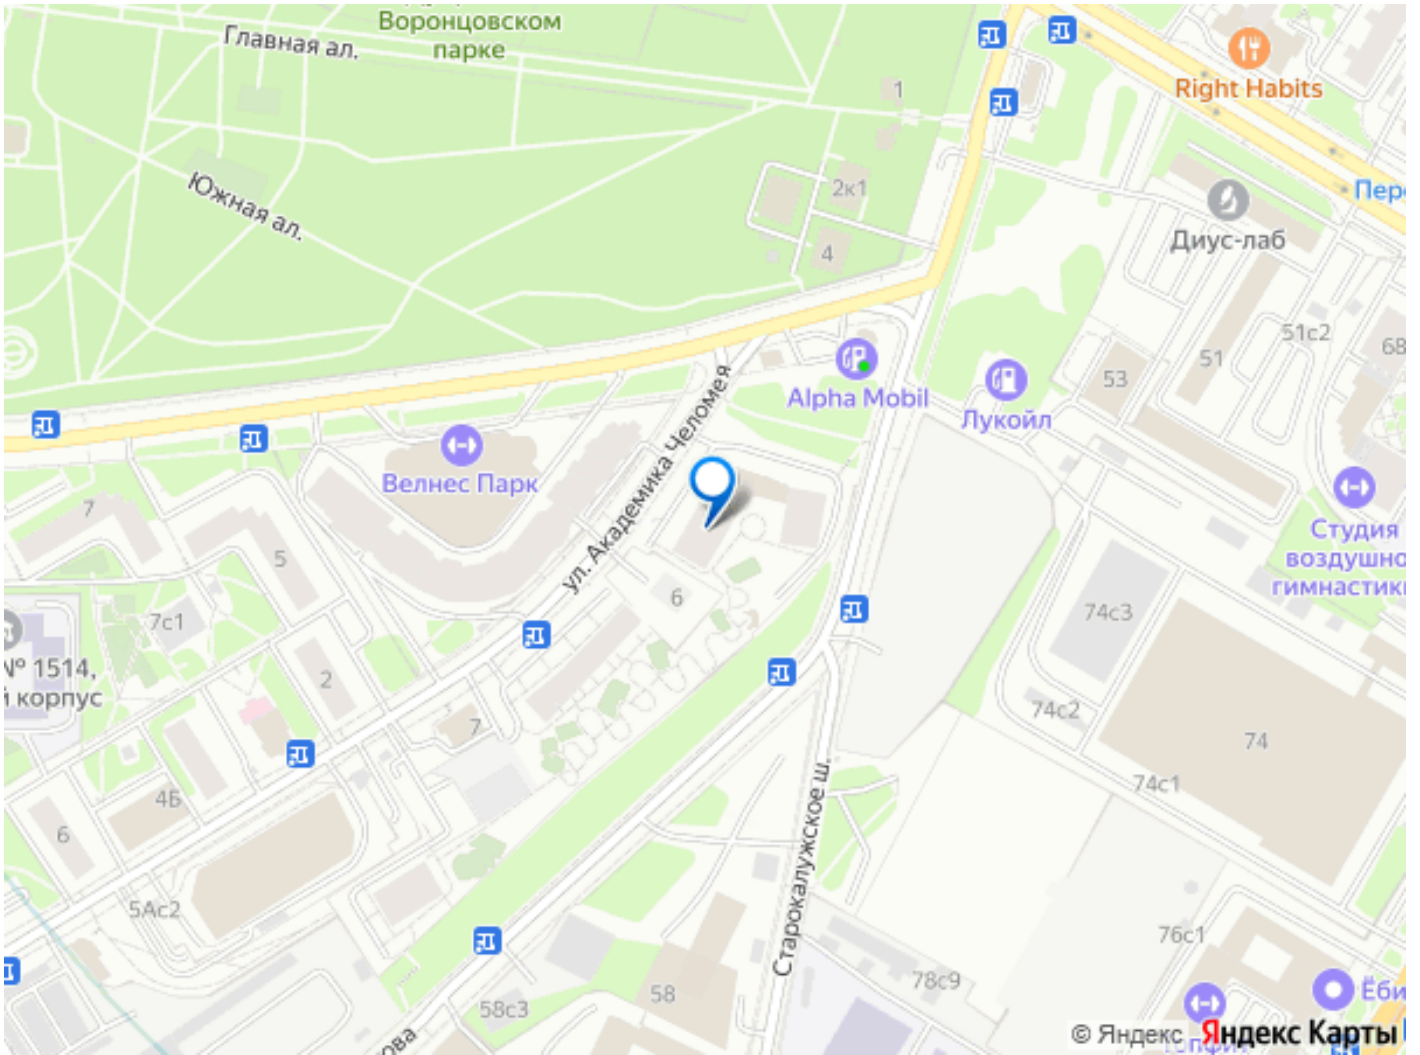 Воронцовском
парке
Главная ал.
Right Habits
1
Южная ал.
2к1
Диус-лаб
4
51с2
51
68
53
Alpha Mobil
Лукойл
ул. Академика Челомея
Велнес Парк
7
5
Студия
воздушно
гимнастики
7с1
6
74с3
№ 1514,
й корпус
2
74с2
7
74
74с1
4Б
6
Старокалужское ш.
5Ас2
76с1
78с9
58
58с3
Ёби
© Яндекс Яндекс Карты